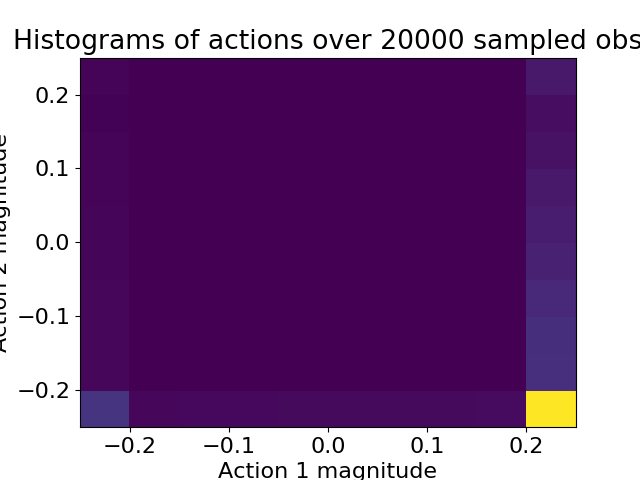 Histograms of actions over 20000 sampled obs
0.2
0.1
0.0
−0.1
−0.2
Action 2 magnitude
−0.2 −0.1 0.0 0.1 0.2
Action 1 magnitude